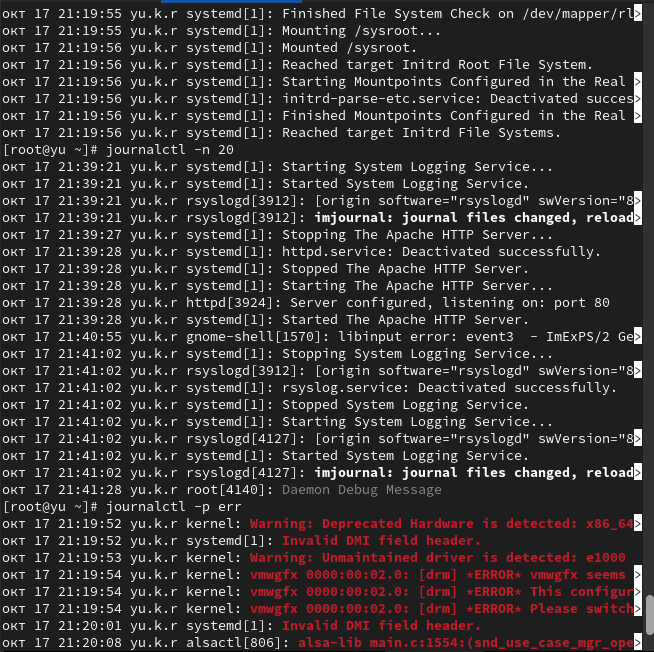 окт 17 21:19:55 yu.k.r systemd[1]: Finished File System Check on /dev/mapper/rl>
окт 17 21:19:55 yu.k.r systemd[1]: Mounting /sysroot...
окт 17 21:19:56 yu.k.r systemd[1]: Mounted /sysroot.
окт 17 21:19:56 yu.k.r systemd[1]: Reached target Initrd Root File System.
окт 17 21:19:56 yu.k.r systemd[1]: Starting Mountpoints Configured in the Real >
окт 17 21:19:56 yu.k.r systemd[1]: initrd-parse-etc.service: Deactivated succes>
окт 17 21:19:56 yu.k.r systemd[1]: Finished Mountpoints Configured in the Real >
окт 17 21:19:56 yu.k.r systemd[1]: Reached target Initrd File Systems.
[root@yu ~]# journalctl -n 20
окт 17 21:39:21 yu.k.r systemd[1]: Starting System Logging Service...
окт 17 21:39:21 yu.k.r systemd[1]: Started System Logging Service.
окт 17 21:39:21 yu.k.r rsyslogd[3912]: [origin software="rsyslogd" swVersion="8>
окт 17 21:39:21 yu.k.r rsyslogd[3912]: imjournal: journal files changed, reload>
окт 17 21:39:27 yu.k.r systemd[1]: Stopping The Apache HTTP Server...
окт 17 21:39:28 yu.k.r systemd[1]: httpd.service: Deactivated successfully.
окт 17 21:39:28 yu.k.r systemd[1]: Stopped The Apache HTTP Server.
окт 17 21:39:28 yu.k.r systemd[1]: Starting The Apache HTTP Server...
окт 17 21:39:28 yu.k.r httpd[3924]: Server configured, listening on: port 80
окт 17 21:39:28 yu.k.r systemd[1]: Started The Apache HTTP Server.
окт 17 21:40:55 yu.k.r gnome-shell[1570]: libinput error: event3  - ImExPS/2 Ge>
окт 17 21:41:02 yu.k.r systemd[1]: Stopping System Logging Service...
окт 17 21:41:02 yu.k.r rsyslogd[3912]: [origin software="rsyslogd" swVersion="8>
окт 17 21:41:02 yu.k.r systemd[1]: rsyslog.service: Deactivated successfully.
окт 17 21:41:02 yu.k.r systemd[1]: Stopped System Logging Service.
окт 17 21:41:02 yu.k.r systemd[1]: Starting System Logging Service...
окт 17 21:41:02 yu.k.r rsyslogd[4127]: [origin software="rsyslogd" swVersion="8>
окт 17 21:41:02 yu.k.r systemd[1]: Started System Logging Service.
окт 17 21:41:02 yu.k.r rsyslogd[4127]: imjournal: journal files changed, reload>
окт 17 21:41:28 yu.k.r root[4140]: Daemon Debug Message
[root@yu ~]# journalctl -p err
окт 17 21:19:52 yu.k.r kernel: Warning: Deprecated Hardware is detected: x86_64>
окт 17 21:19:52 yu.k.r systemd[1]: Invalid DMI field header.
окт 17 21:19:53 yu.k.r kernel: Warning: Unmaintained driver is detected: e1000
окт 17 21:19:54 yu.k.r kernel: vmwgfx 0000:00:02.0: [drm] *ERROR* vmwgfx seems >
окт 17 21:19:54 yu.k.r kernel: vmwgfx 0000:00:02.0: [drm] *ERROR* This configur>
окт 17 21:19:54 yu.k.r kernel: vmwgfx 0000:00:02.0: [drm] *ERROR* Please switch>
окт 17 21:20:01 yu.k.r systemd[1]: Invalid DMI field header.
окт 17 21:20:08 yu.k.r alsactl[806]: alsa-lib main.c:1554:(snd_use_case_mgr_ope>